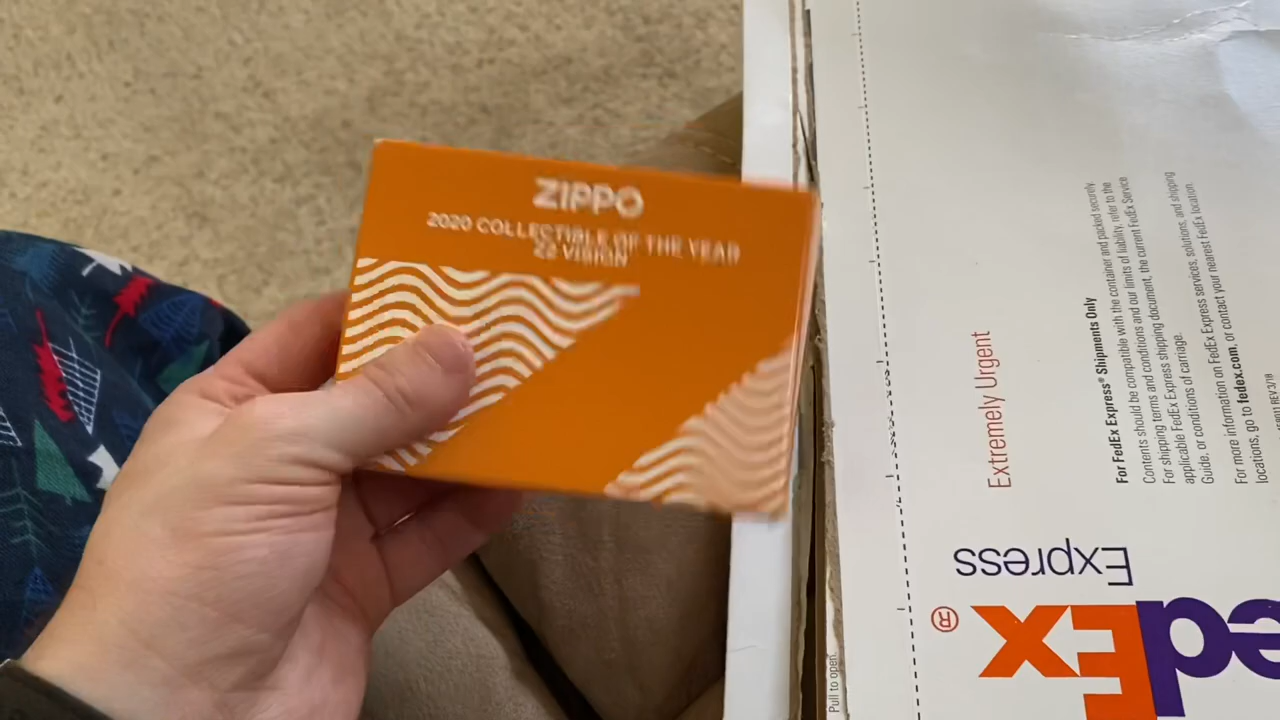 ZIPPO
2020 COLLECTIBLE OF THE YEAR
Z2 VISION
Extremely Urgent
For FedEx Express® Shipments Only
Contents should be compatible with the container and packed securely.
For shipping terms and conditions and our limits of liability, refer to the
applicable FedEx Express shipping document, the current FedEx Service
Guide, or conditions of carriage.
For more information on FedEx Express services, solutions, and shipping
locations, go to fedex.com, or contact your nearest FedEx location.
Pull to open
edEx®
Express